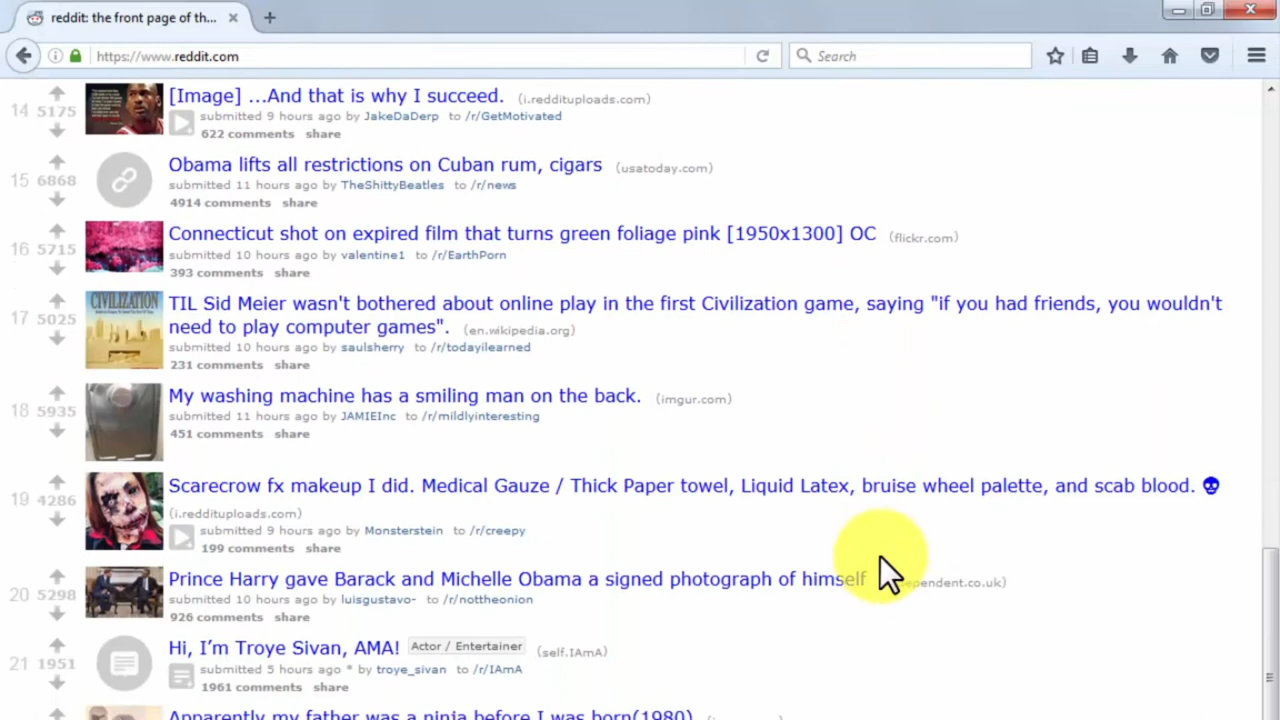 reddit: the front page of th...
https://www.reddit.com
Search
14 5175 [Image] ...And that is why I succeed. (i.reddituploads.com)
submitted 9 hours ago by JakeDaDerp to /r/GetMotivated
622 comments share
15 6868 Obama lifts all restrictions on Cuban rum, cigars (usatoday.com)
submitted 11 hours ago by TheShittyBeatles to /r/news
4914 comments share
16 5715 Connecticut shot on expired film that turns green foliage pink [1950x1300] OC (flickr.com)
submitted 10 hours ago by valentine1 to /r/EarthPorn
393 comments share
CIVILIZATION
17 5025 TIL Sid Meier wasn't bothered about online play in the first Civilization game, saying "if you had friends, you wouldn't
need to play computer games". (en.wikipedia.org)
submitted 10 hours ago by saulsherry to /r/todayilearned
231 comments share
18 5935 My washing machine has a smiling man on the back. (imgur.com)
submitted 11 hours ago by JAMIEInc to /r/mildlyinteresting
451 comments share
19 4286 Scarecrow fx makeup I did. Medical Gauze / Thick Paper towel, Liquid Latex, bruise wheel palette, and scab blood. 💀
(i.reddituploads.com)
submitted 9 hours ago by Monsterstein to /r/creepy
199 comments share
20 5298 Prince Harry gave Barack and Michelle Obama a signed photograph of himself
submitted 10 hours ago by luisgustavo- to /r/nottheonion
926 comments share
21 1951 Hi, I’m Troye Sivan, AMA! Actor / Entertainer (self.IAmA)
submitted 5 hours ago * by troye_sivan to /r/IAmA
1961 comments share
Apparently my father was a ninja before I was born(1980)